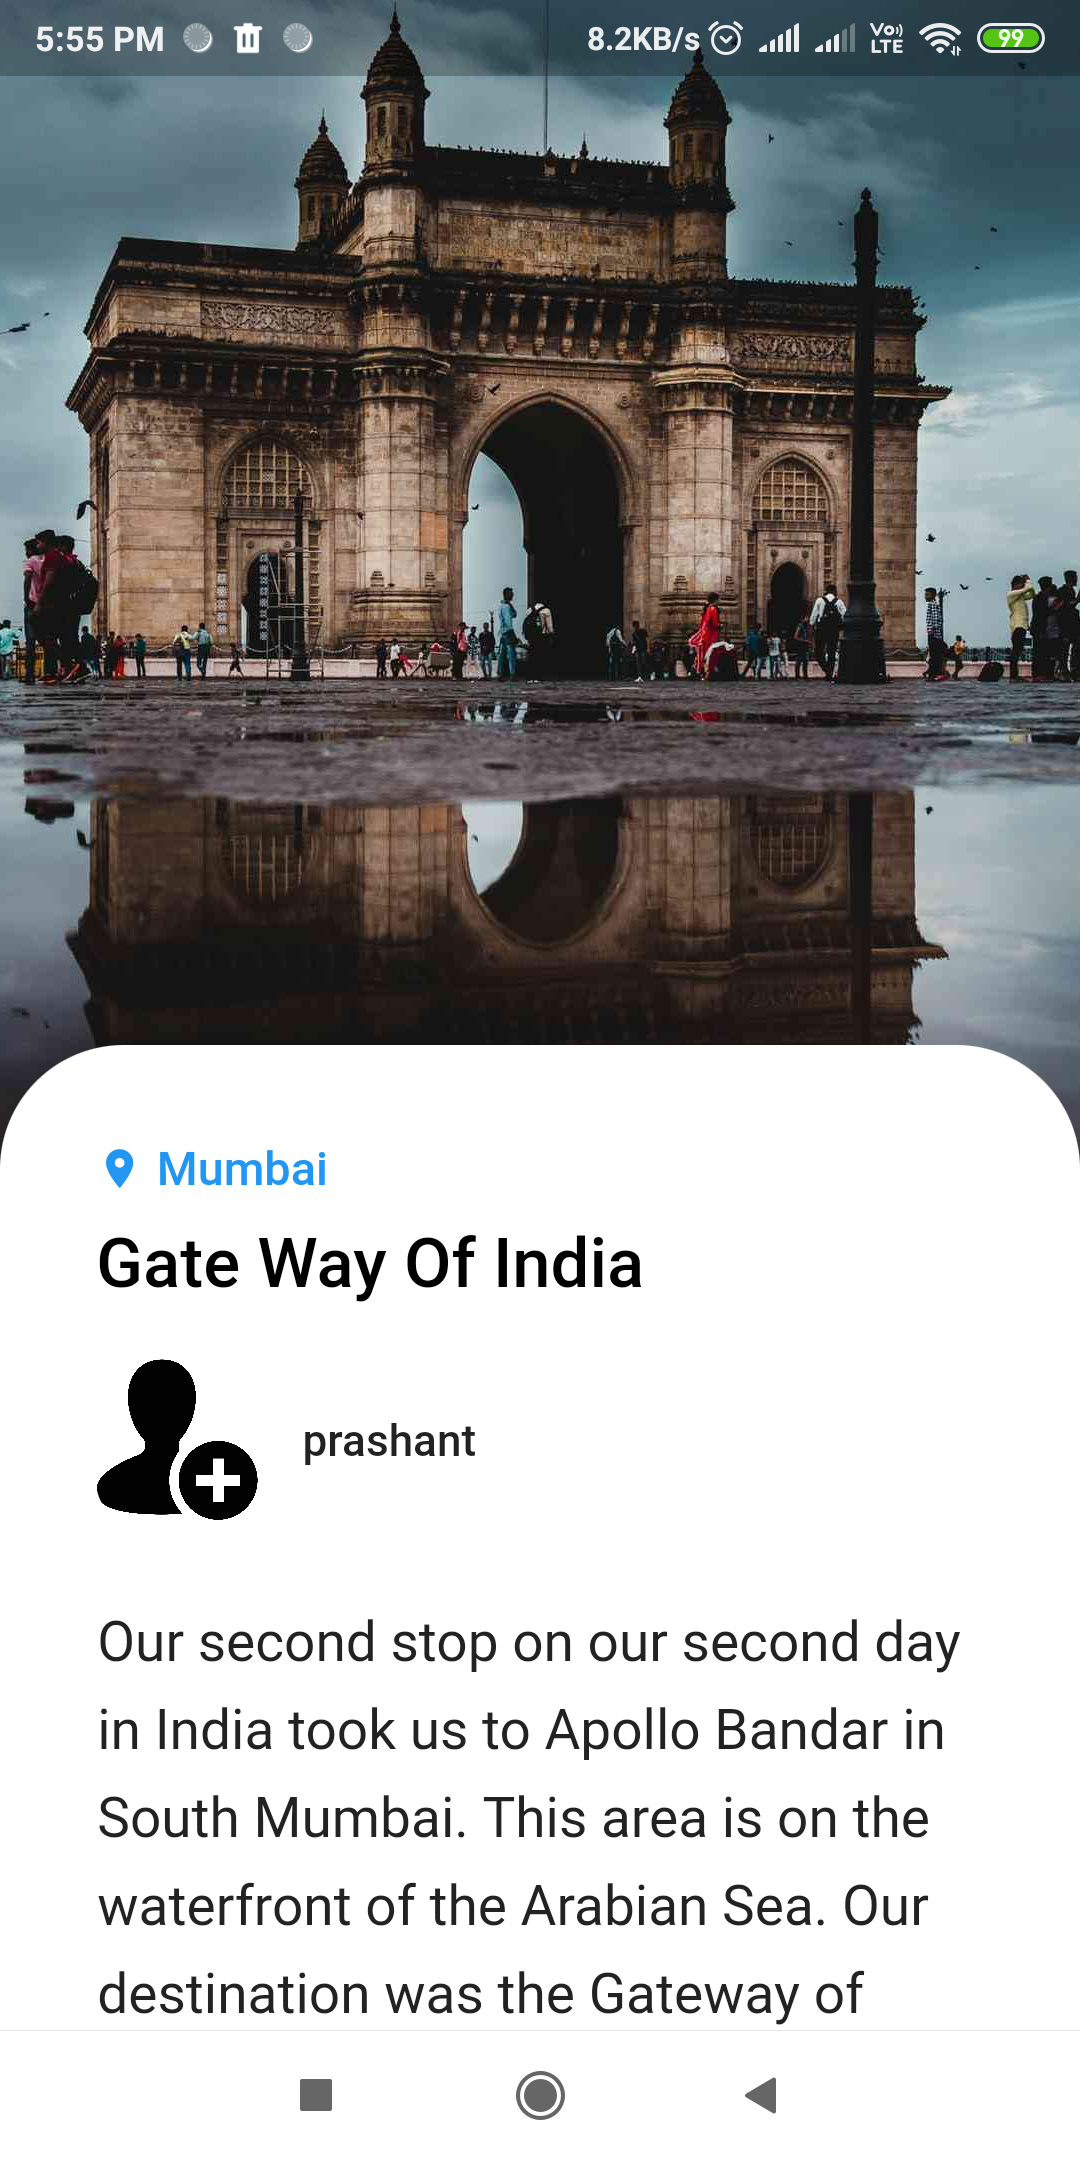 5:55 PM 8.2KB/s Vo) LTE 99
Mumbai
Gate Way Of India
prashant
Our second stop on our second day
in India took us to Apollo Bandar in
South Mumbai. This area is on the
waterfront of the Arabian Sea. Our
destination was the Gateway of